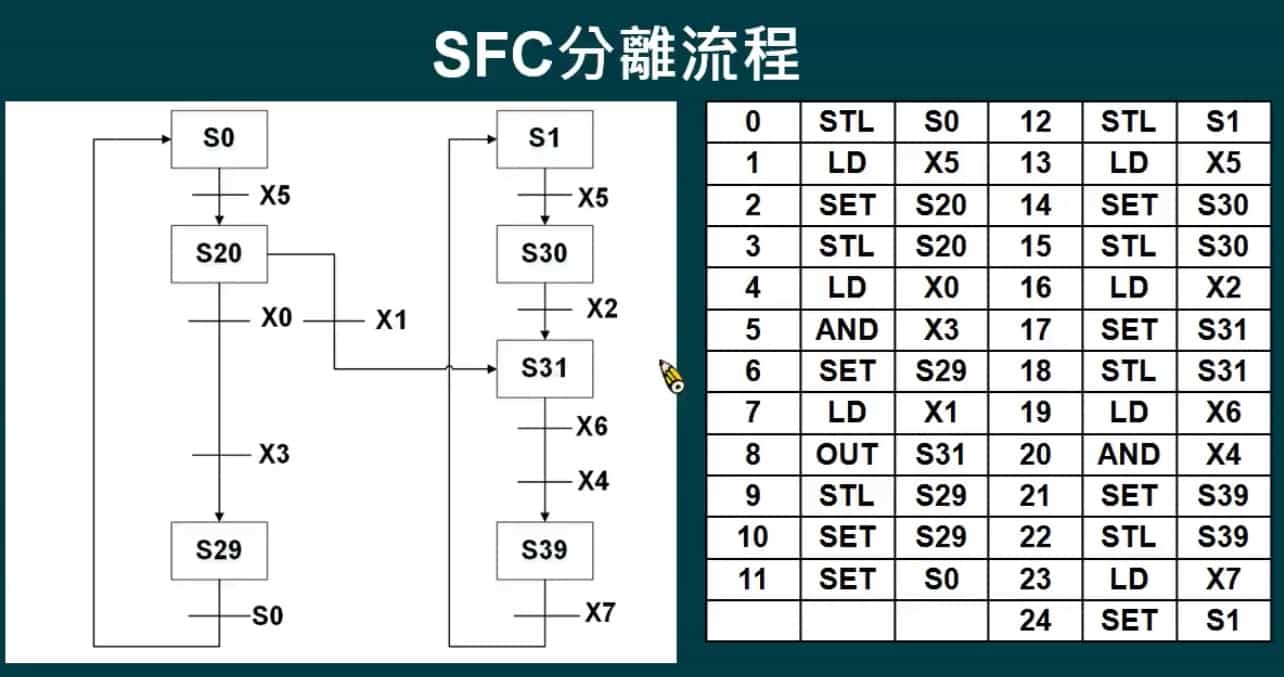 SFC分離流程
S0
S1
X5
X5
S20
S30
X0
X1
X2
S31
X6
X3
X4
S29
S39
S0
X7
0 STL S0 12 STL S1
1 LD X5 13 LD X5
2 SET S20 14 SET S30
3 STL S20 15 STL S30
4 LD X0 16 LD X2
5 AND X3 17 SET S31
6 SET S29 18 STL S31
7 LD X1 19 LD X6
8 OUT S31 20 AND X4
9 STL S29 21 SET S39
10 SET S29 22 STL S39
11 SET S0 23 LD X7
24 SET S1